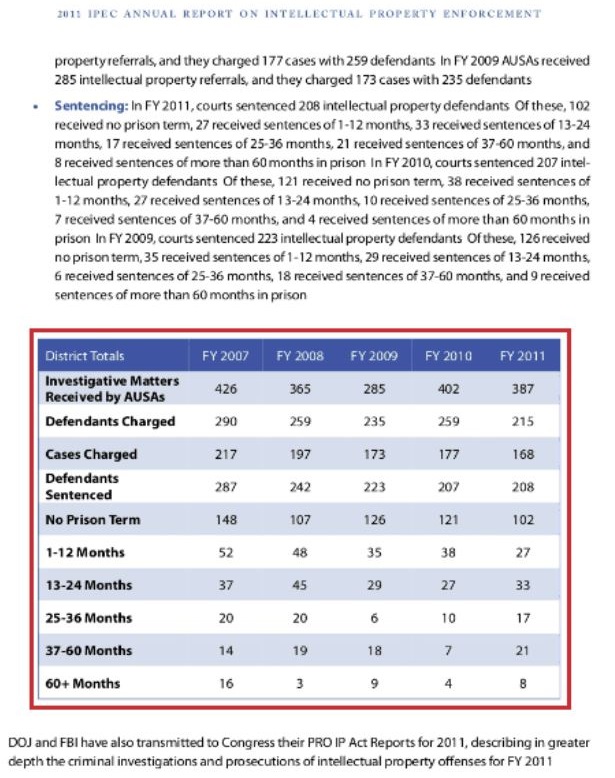 2011 IPEC ANNUAL REPORT ON INTELLECTUAL PROPERTY ENFORCEMENT
property referrals, and they charged 177 cases with 259 defendants In FY 2009 AUSAs received
285 intellectual property referrals, and they charged 173 cases with 235 defendants
• Sentencing: In FY 2011, courts sentenced 208 intellectual property defendants Of these, 102
received no prison term, 27 received sentences of 1-12 months, 33 received sentences of 13-24
months, 17 received sentences of 25-36 months, 21 received sentences of 37-60 months, and
8 received sentences of more than 60 months in prison In FY 2010, courts sentenced 207 intel-
lectual property defendants Of these, 121 received no prison term, 38 received sentences of
1-12 months, 27 received sentences of 13-24 months, 10 received sentences of 25-36 months,
7 received sentences of 37-60 months, and 4 received sentences of more than 60 months in
prison In FY 2009, courts sentenced 223 intellectual property defendants Of these, 126 received
no prison term, 35 received sentences of 1-12 months, 29 received sentences of 13-24 months,
6 received sentences of 25-36 months, 18 received sentences of 37-60 months, and 9 received
sentences of more than 60 months in prison
District Totals FY 2007 FY 2008 FY 2009 FY 2010 FY 2011
Investigative Matters
Received by AUSAs 426 365 285 402 387
Defendants Charged 290 259 235 259 215
Cases Charged 217 197 173 177 168
Defendants
Sentenced 287 242 223 207 208
No Prison Term 148 107 126 121 102
1-12 Months 52 48 35 38 27
13-24 Months 37 45 29 27 33
25-36 Months 20 20 6 10 17
37-60 Months 14 19 18 7 21
60+ Months 16 3 9 4 8
DOJ and FBI have also transmitted to Congress their PRO IP Act Reports for 2011, describing in greater
depth the criminal investigations and prosecutions of intellectual property offenses for FY 2011